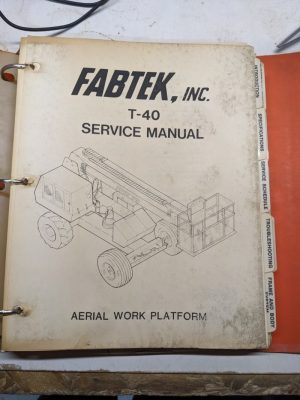 FABTEK, INC.
T-40
SERVICE MANUAL
AERIAL WORK PLATFORM
INTRODUCTION
SPECIFICATIONS
SERVICE SCHEDULE
TROUBLESHOOTING
FRAME AND BODY